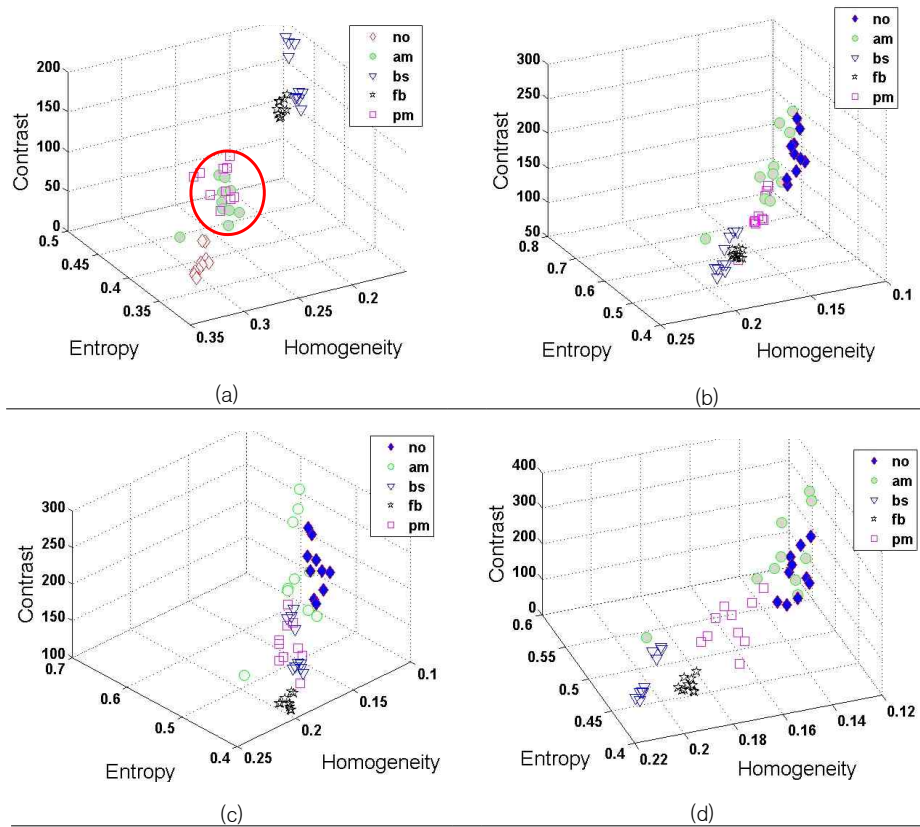 no
am
bs
fb
pm
Contrast
200
150
100
50
0
0.5
0.45
0.4
0.35
0.35
0.3
0.25
0.2
Entropy
Homogeneity
(a)
no
am
bs
fb
pm
Contrast
300
250
200
150
100
50
0.8
0.7
0.6
0.5
0.4
0.25
0.2
0.15
0.1
Entropy
Homogeneity
(b)
no
am
bs
fb
pm
Contrast
300
250
200
150
100
0.7
0.6
0.5
0.4
0.25
0.2
0.15
0.1
Entropy
Homogeneity
(c)
no
am
bs
fb
pm
Contrast
400
300
200
100
0
0.6
0.55
0.5
0.45
0.4
0.22
0.2
0.18
0.16
0.14
0.12
Entropy
Homogeneity
(d)